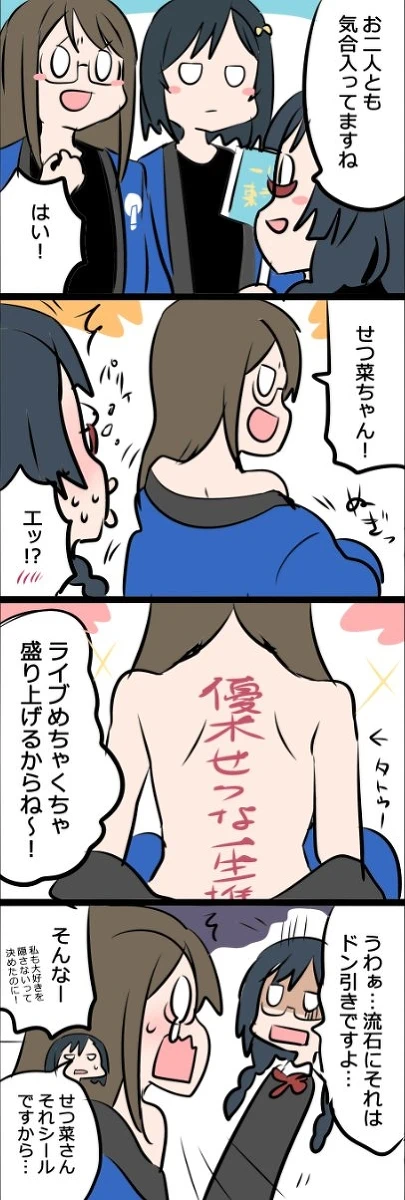 お二人とも
気合入ってますね
はい！
せつ菜ちゃん！
ぬぎっ
エッ!?
ライブめちゃくちゃ
盛り上げるからね〜！
優木せつな一生推
←タトゥー
うわぁ…流石にそれは
ドン引きですよ…
そんなー
私も大好きを
隠さないって
決めたのに！
せつ菜さん
それシール
ですから…